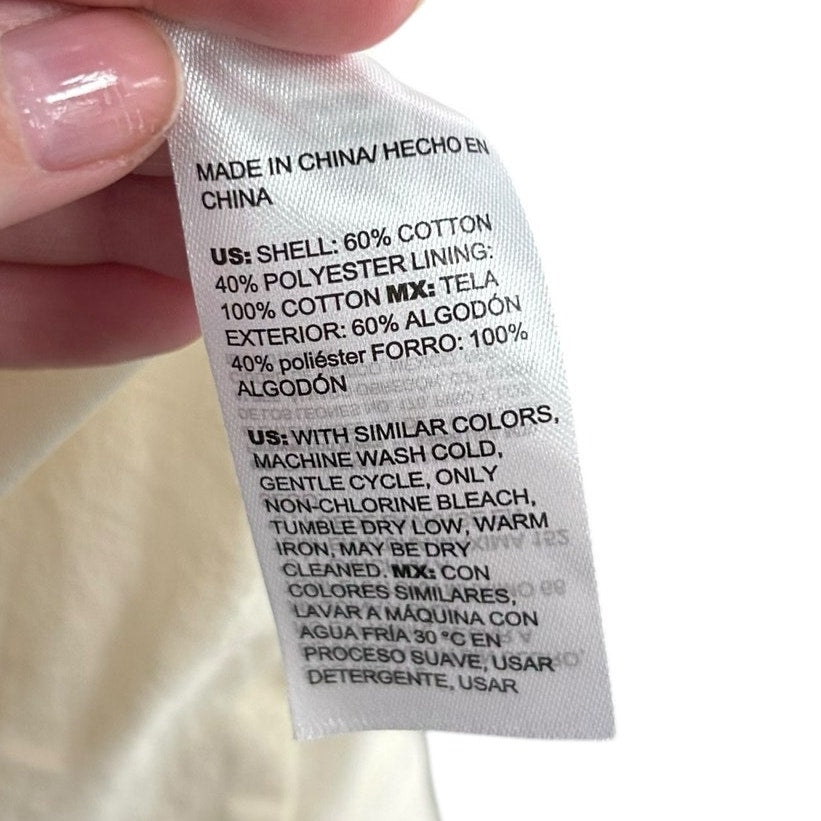 MADE IN CHINA/ HECHO EN
CHINA
US: SHELL: 60% COTTON
40% POLYESTER LINING:
100% COTTON MX: TELA
EXTERIOR: 60% ALGODÓN
40% poliéster FORRO: 100%
ALGODÓN
US: WITH SIMILAR COLORS,
MACHINE WASH COLD,
GENTLE CYCLE, ONLY
NON-CHLORINE BLEACH,
TUMBLE DRY LOW, WARM
IRON, MAY BE DRY
CLEANED. MX: CON
COLORES SIMILARES,
LAVAR A MÁQUINA CON
AGUA FRÍA 30 °C EN
PROCESO SUAVE, USAR
DETERGENTE, USAR